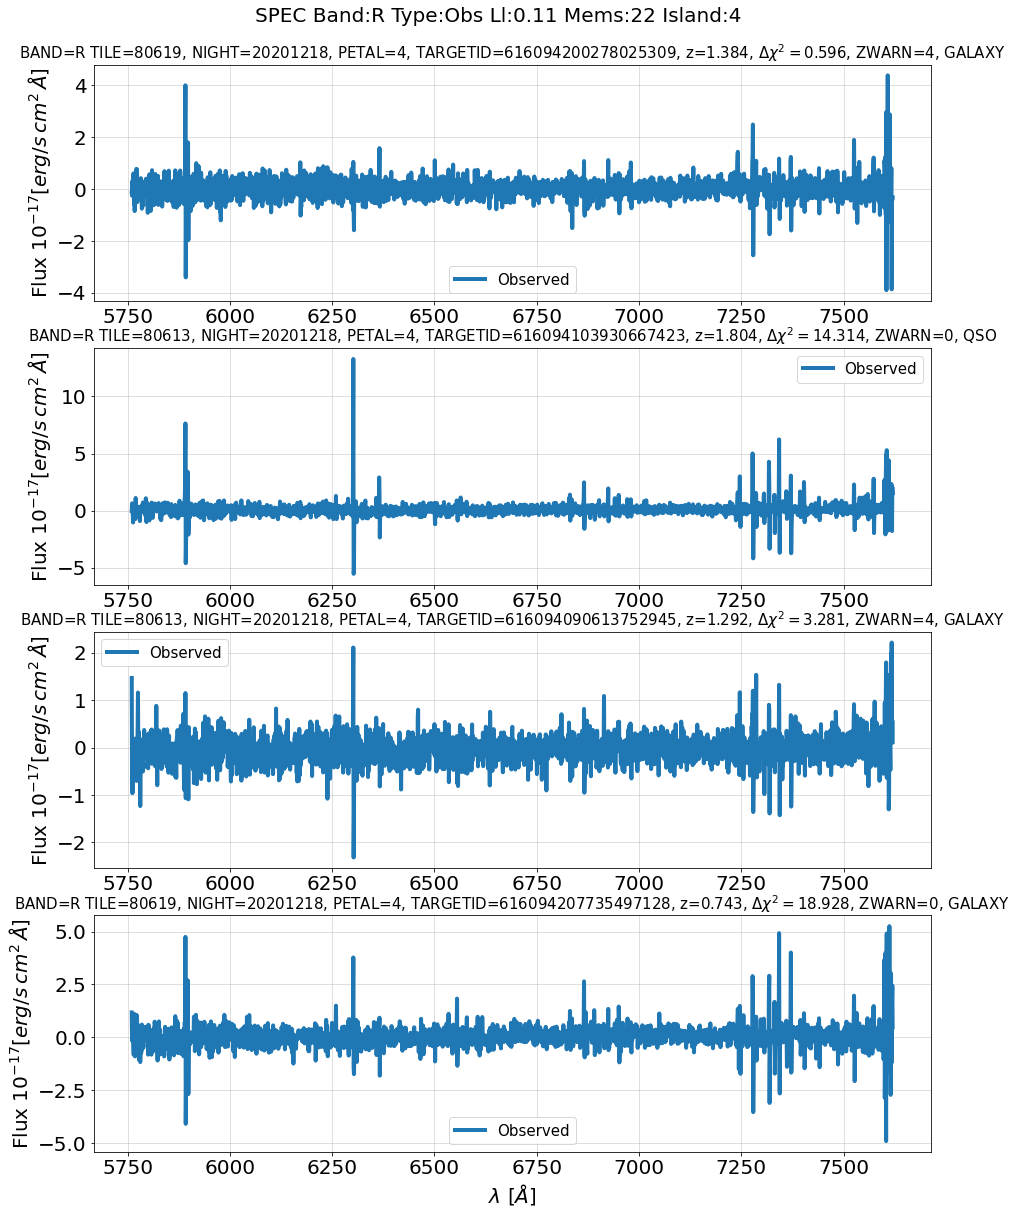 SPEC Band:R Type:Obs Ll:0.11 Mems:22 Island:4
BAND=R TILE=80619, NIGHT=20201218, PETAL=4, TARGETID=616094200278025309, z=1.384, Δχ² = 0.596, ZWARN=4, GALAXY
Flux 10⁻¹⁷[erg/s cm² Å]
4
2
0
−2
−4
Observed
5750 6000 6250 6500 6750 7000 7250 7500
BAND=R TILE=80613, NIGHT=20201218, PETAL=4, TARGETID=616094103930667423, z=1.804, Δχ² = 14.314, ZWARN=0, QSO
Flux 10⁻¹⁷[erg/s cm² Å]
10
5
0
−5
Observed
5750 6000 6250 6500 6750 7000 7250 7500
BAND=R TILE=80613, NIGHT=20201218, PETAL=4, TARGETID=616094090613752945, z=1.292, Δχ² = 3.281, ZWARN=4, GALAXY
Flux 10⁻¹⁷[erg/s cm² Å]
2
1
0
−1
−2
Observed
5750 6000 6250 6500 6750 7000 7250 7500
BAND=R TILE=80619, NIGHT=20201218, PETAL=4, TARGETID=616094207735497128, z=0.743, Δχ² = 18.928, ZWARN=0, GALAXY
Flux 10⁻¹⁷[erg/s cm² Å]
5.0
2.5
0.0
−2.5
−5.0
Observed
5750 6000 6250 6500 6750 7000 7250 7500
λ [Å]